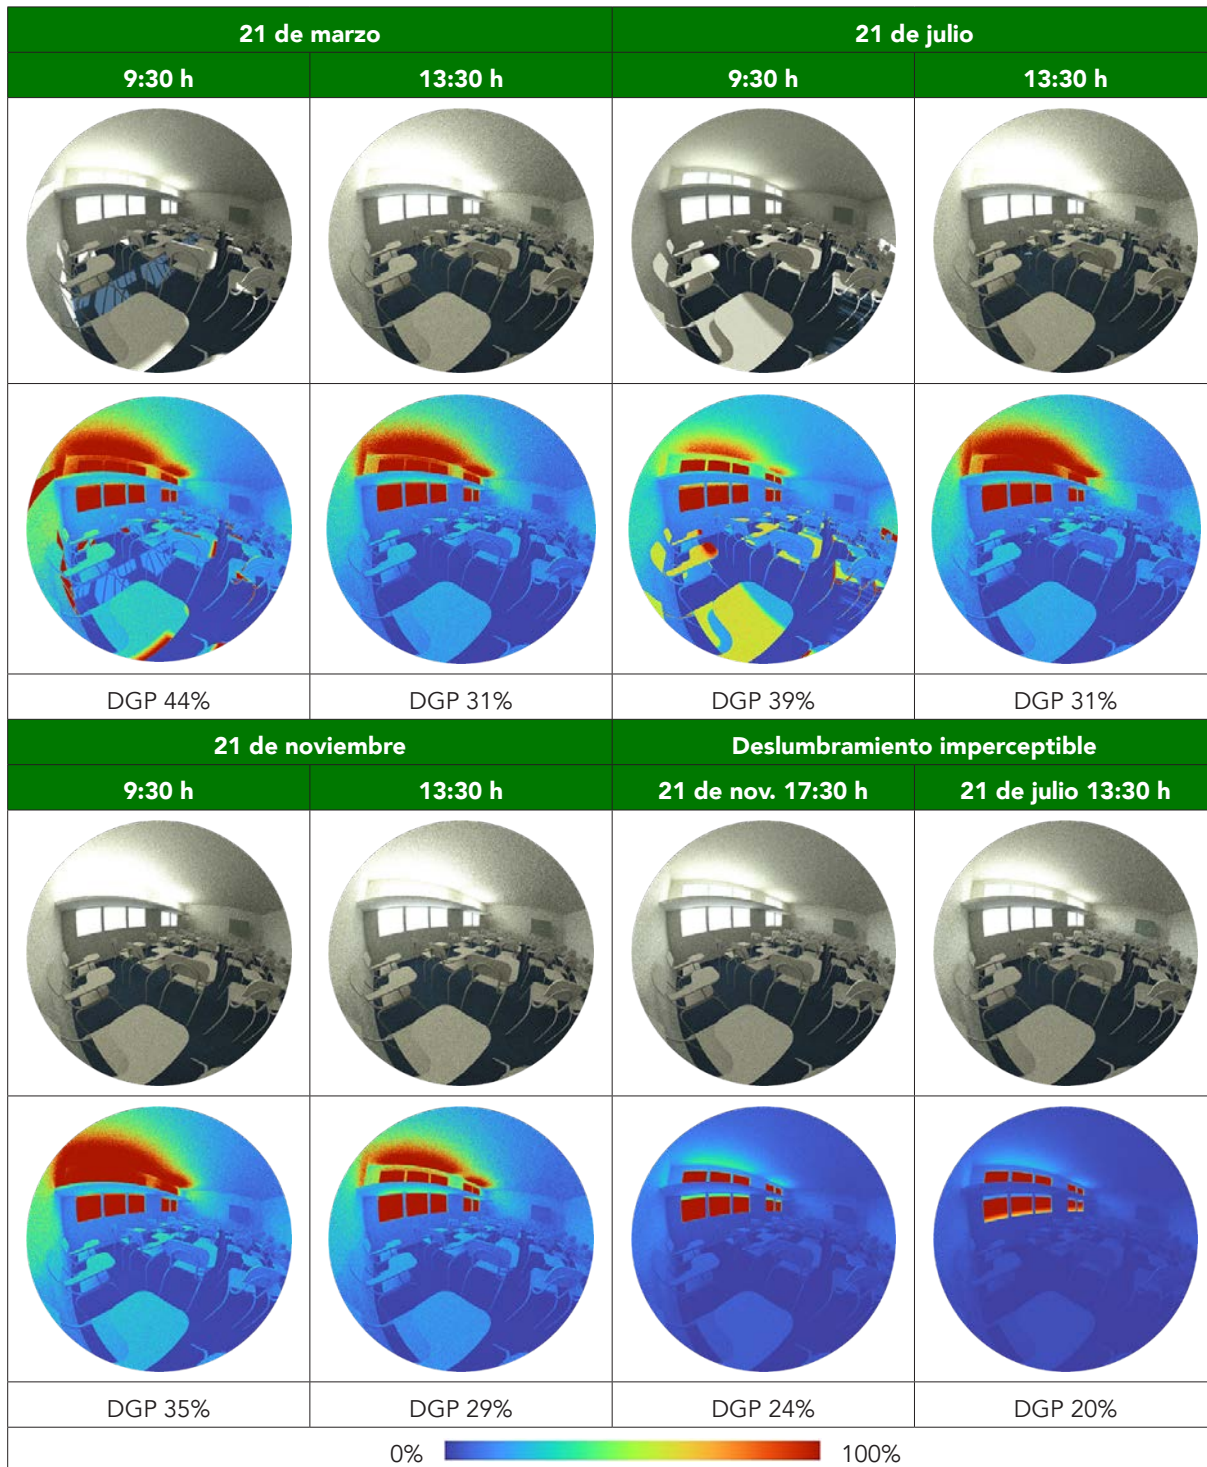 21 de marzo 21 de julio
9:30 h 13:30 h 9:30 h 13:30 h
DGP 44% DGP 31% DGP 39% DGP 31%
21 de noviembre Deslumbramiento imperceptible
9:30 h 13:30 h 21 de nov. 17:30 h 21 de julio 13:30 h
DGP 35% DGP 29% DGP 24% DGP 20%
0% 100%